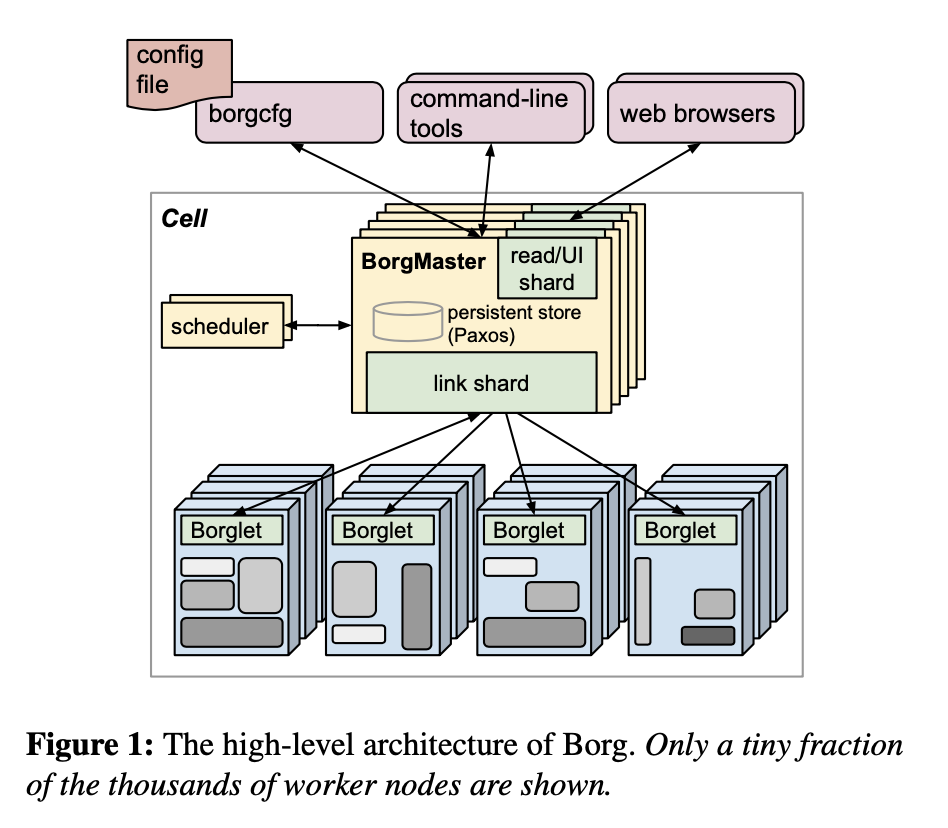 config
file
borgcfg
command-line
tools
web browsers
Cell
BorgMaster
read/UI
shard
persistent store
(Paxos)
scheduler
link shard
Borglet
Borglet
Borglet
Borglet
Figure 1: The high-level architecture of Borg. Only a tiny fraction
of the thousands of worker nodes are shown.